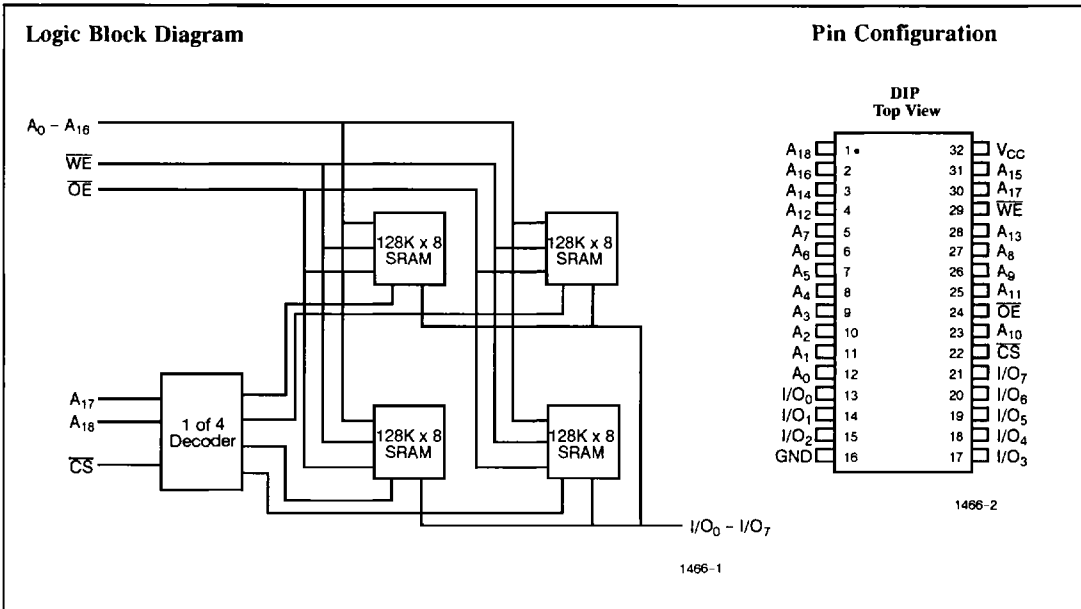 Logic Block Diagram
A0 – A16
WE
OE
128K x 8
SRAM
128K x 8
SRAM
A17
A18
CS
1 of 4
Decoder
128K x 8
SRAM
128K x 8
SRAM
I/O0 – I/O7
1466-1
Pin Configuration
DIP
Top View
A18 1 32 VCC
A16 2 31 A15
A14 3 30 A17
A12 4 29 WE
A7 5 28 A13
A6 6 27 A8
A5 7 26 A9
A4 8 25 A11
A3 9 24 OE
A2 10 23 A10
A1 11 22 CS
A0 12 21 I/O7
I/O0 13 20 I/O6
I/O1 14 19 I/O5
I/O2 15 18 I/O4
GND 16 17 I/O3
1466-2